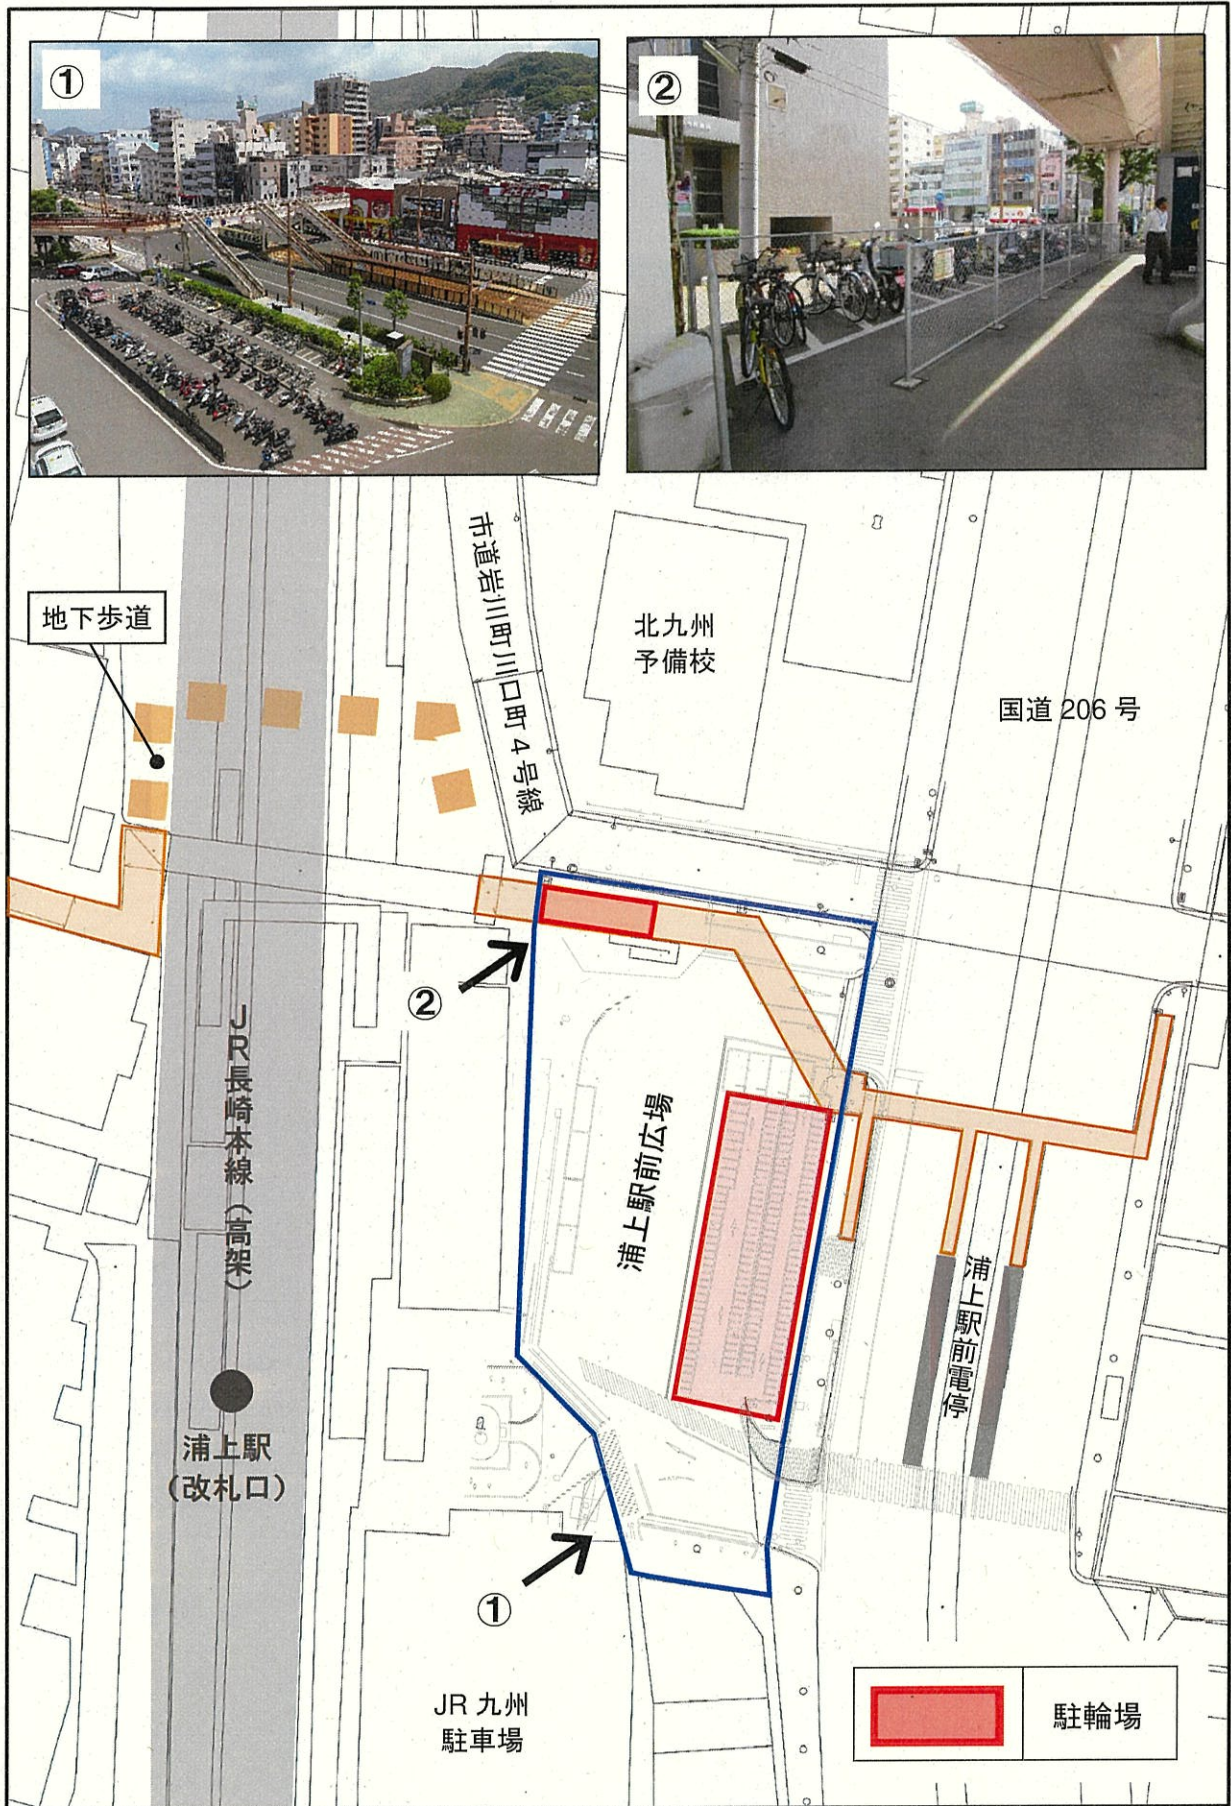 ①
②
地下歩道
市道岩川町川口町4号線
北九州
予備校
国道 206 号
②
JR長崎本線（高架）
浦上駅前広場
浦上駅前電停
浦上駅
（改札口）
①
JR 九州
駐車場
駐輪場